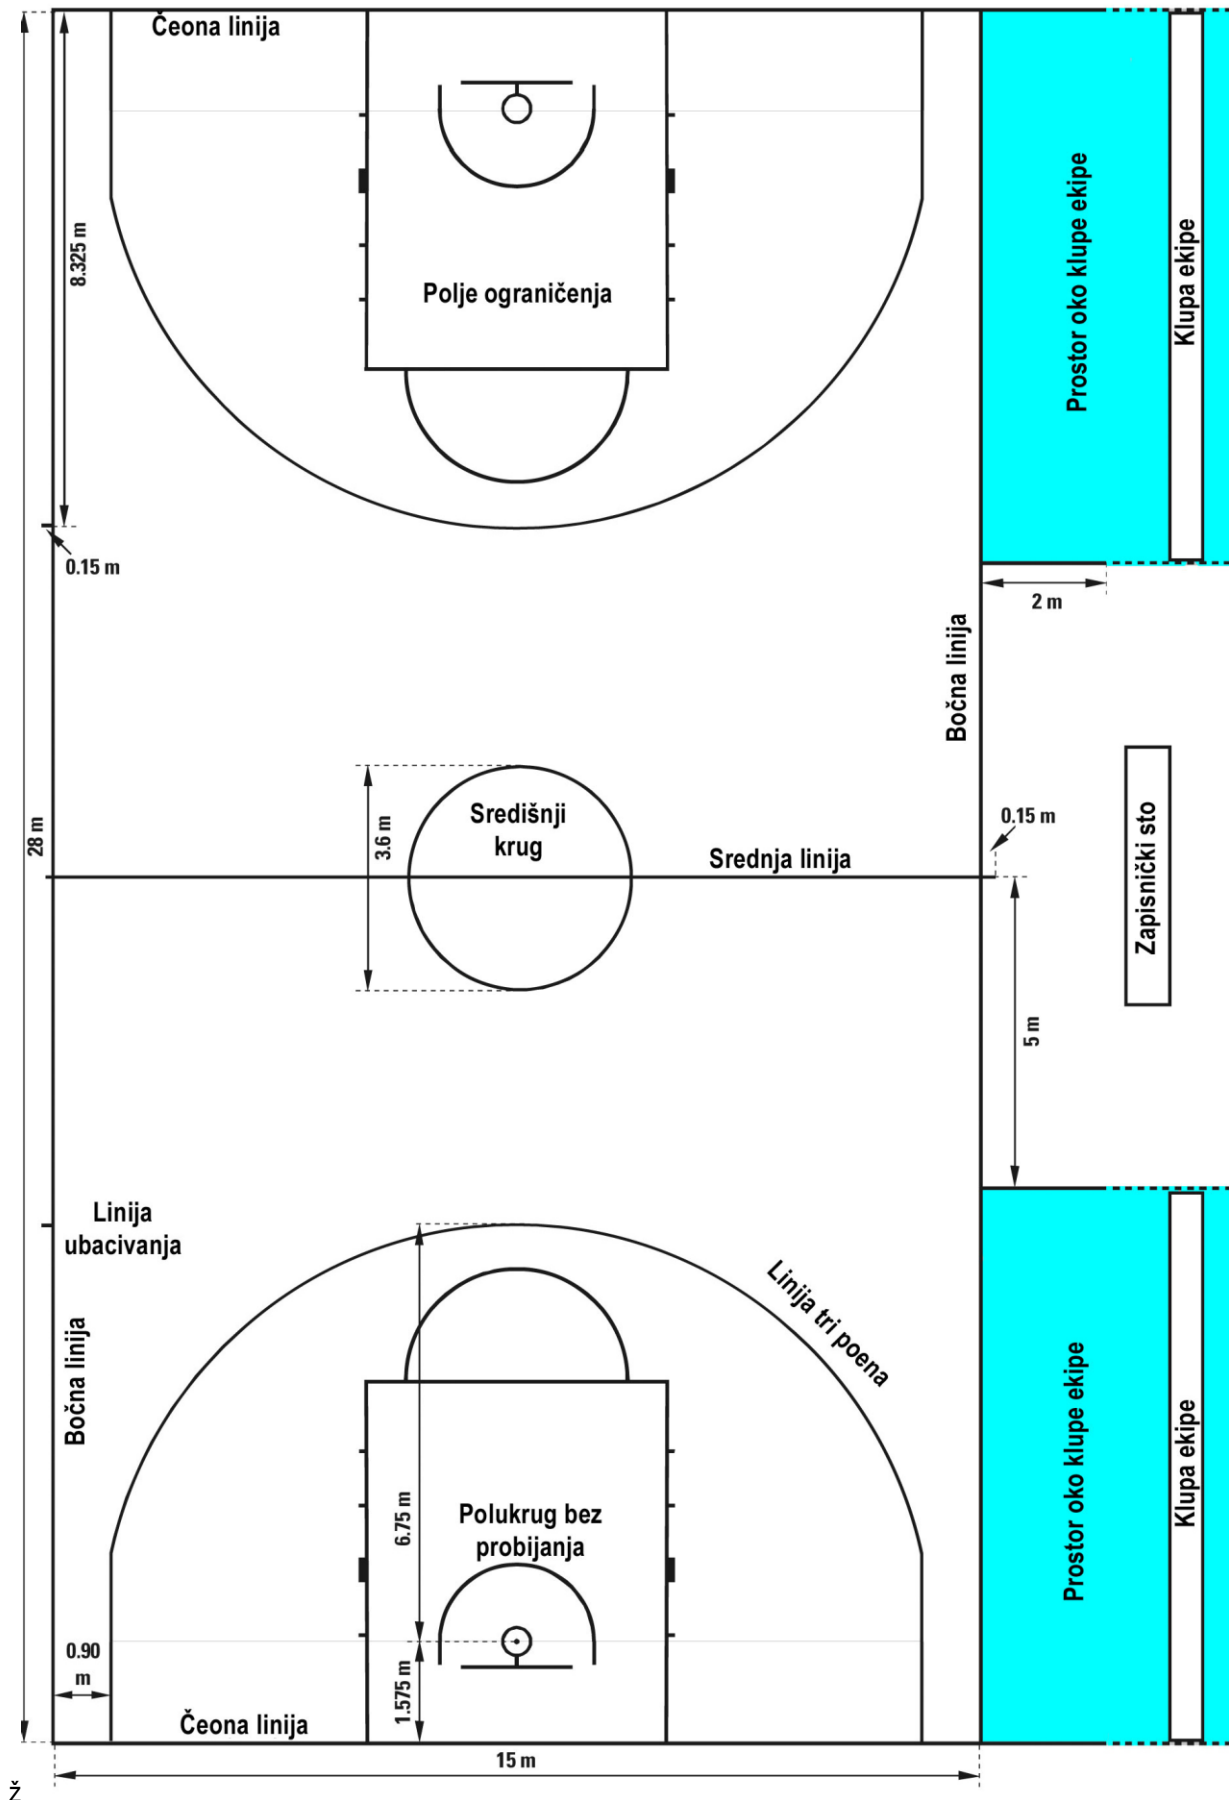 Čeona linija
8.325 m
Polje ograničenja
Prostor oko klupe ekipe
Klupa ekipe
0.15 m
2 m
Bočna linija
28 m
3.6 m
Središnji
krug
Srednja linija
0.15 m
Zapisnički sto
5 m
Linija
ubacivanja
Linija tri poena
Bočna linija
6.75 m
Polukrug bez
probijanja
Prostor oko klupe ekipe
Klupa ekipe
0.90
m
1.575 m
Čeona linija
15 m
ž